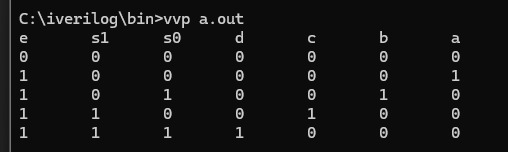 C:\iverilog\bin>vvp a.out
e s1 s0 d c b a
0 0 0 0 0 0 0
1 0 0 0 0 0 1
1 0 1 0 0 1 0
1 1 0 0 1 0 0
1 1 1 1 0 0 0